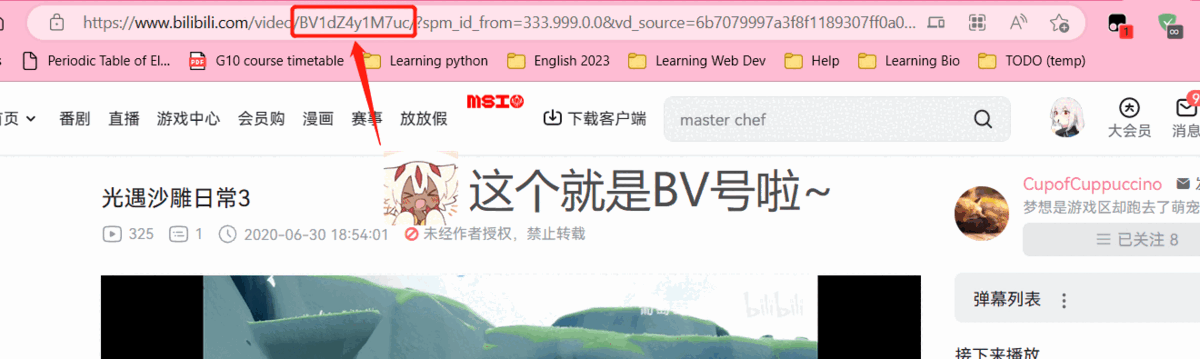 https://www.bilibili.com/video/BV1dZ4y1M7uc/?spm_id_from=333.999.0.0&vd_source=6b7079997a3f8f1189307ff0a0...
1
Periodic Table of El... G10 course timetable Learning python English 2023 Learning Web Dev Help Learning Bio TODO (temp)
首页 番剧 直播 游戏中心 会员购 漫画 赛事 放放假 MSI 下载客户端 master chef 大会员 消息 9
这个就是BV号啦~
光遇沙雕日常3
325 1 2020-06-30 18:54:01 未经作者授权，禁止转载
CupofCuppuccino
梦想是游戏区却跑去了萌宠
已关注 8
bilibili
弹幕列表
接下来播放